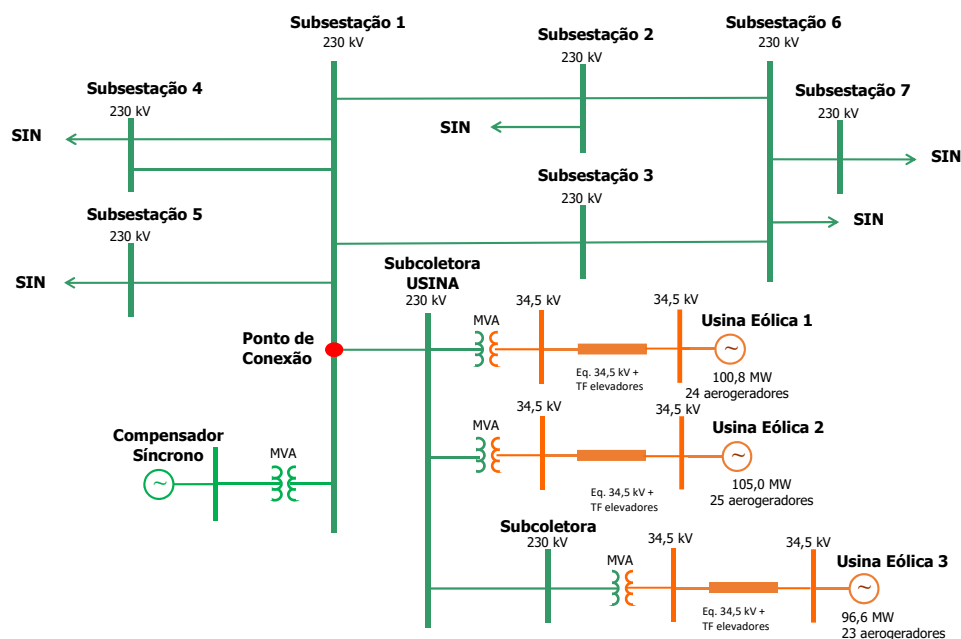 Subsestação 1
230 kV
Subsestação 2
230 kV
Subsestação 6
230 kV
Subsestação 4
230 kV
Subsestação 7
230 kV
SIN
SIN
SIN
Subsestação 3
230 kV
Subsestação 5
230 kV
SIN
SIN
Subcoletora
USINA
230 kV
34,5 kV
34,5 kV
MVA
Usina Eólica 1
Ponto de
Conexão
Eq. 34,5 kV +
TF elevadores
100,8 MW
24 aerogeradores
34,5 kV
34,5 kV
MVA
Usina Eólica 2
Compensador
Síncrono
MVA
Eq. 34,5 kV +
TF elevadores
105,0 MW
25 aerogeradores
Subcoletora
230 kV
34,5 kV
34,5 kV
MVA
Usina Eólica 3
Eq. 34,5 kV +
TF elevadores
96,6 MW
23 aerogeradores